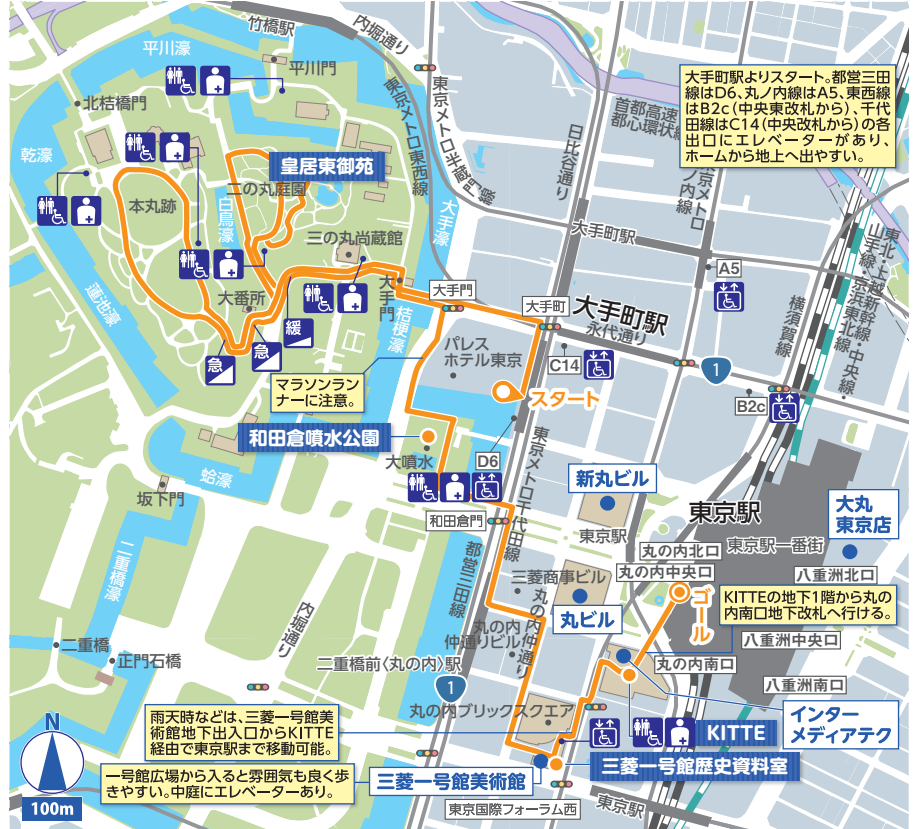 竹橋駅
内堀通り
平川濠
平川門
北桔橋門
乾濠
大手町駅よりスタート。都営三田
線はD6、丸ノ内線はA5、東西線
はB2c(中央東改札から)、千代
田線はC14(中央改札から)の各
出口にエレベーターがあり、
ホームから地上へ出やすい。
首都高速
都心環状線
東京メトロ東西線
東京メトロ半蔵門線
日比谷通り
東京メトロ
丸ノ内線
皇居東御苑
二の丸庭園
本丸跡
白鳥濠
大手濠
三の丸尚蔵館
大手町駅
東北・上越新幹線・中央線・
山手線・京浜東北線
A5
蓮池濠
大番所
大手門
大手門
大手町
大手町駅
永代通り
横須賀線
桔梗濠
緩
急
急
パレス
ホテル東京
C14
1
マラソンラン
ナーに注意。
スタート
B2c
和田倉噴水公園
大噴水
D6
東京メトロ千代田線
新丸ビル
蛤濠
坂下門
和田倉門
東京駅
東京駅
大丸
東京店
東京駅一番街
丸の内北口
丸の内中央口
八重洲北口
二重橋濠
都営三田線
三菱商事ビル
丸ビル
ゴール
KITTEの地下1階から丸の
内南口地下改札へ行ける。
内堀通り
丸の内
仲通りビル
丸の内仲通り
八重洲中央口
二重橋
正門石橋
二重橋前〈丸の内〉駅
丸の内南口
八重洲南口
1
丸の内ブリックスクエア
インター
メディアテク
N
雨天時などは、三菱一号館美
術館地下出入口からKITTE
経由で東京駅まで移動可能。
KITTE
一号館広場から入ると雰囲気も良く歩
きやすい。中庭にエレベーターあり。
三菱一号館美術館
三菱一号館歴史資料室
100m
東京国際フォーラム西
東京駅